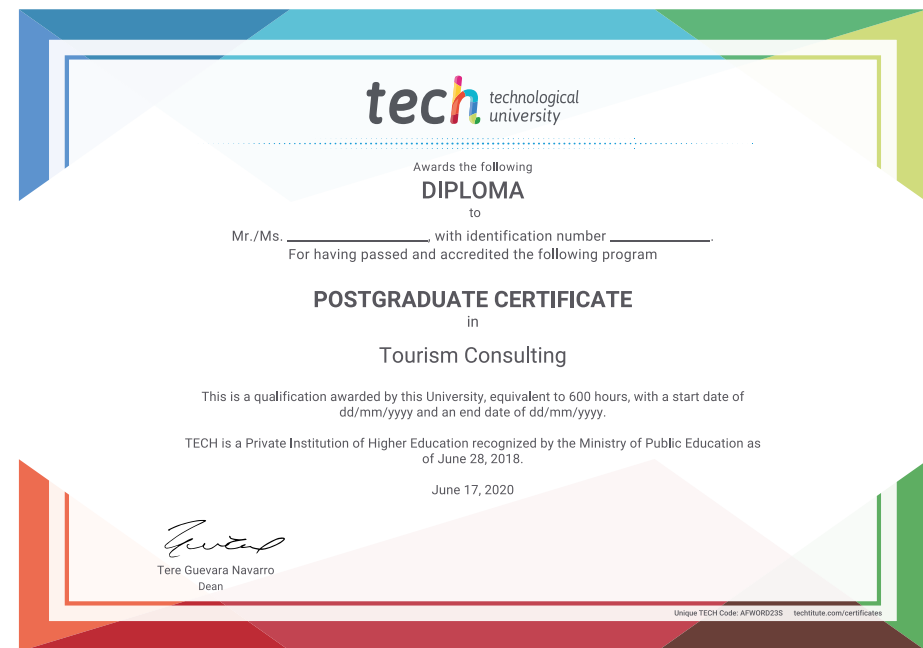 tech technological
university
Awards the following
DIPLOMA
to
Mr./Ms. ____________, with identification number ____________.
For having passed and accredited the following program
POSTGRADUATE CERTIFICATE
in
Tourism Consulting
This is a qualification awarded by this University, equivalent to 600 hours, with a start date of
dd/mm/yyyy and an end date of dd/mm/yyyy.
TECH is a Private Institution of Higher Education recognized by the Ministry of Public Education as
of June 28, 2018.
June 17, 2020
Tere Guevara Navarro
Dean
Unique TECH Code: AFWORD23S techtitute.com/certificates